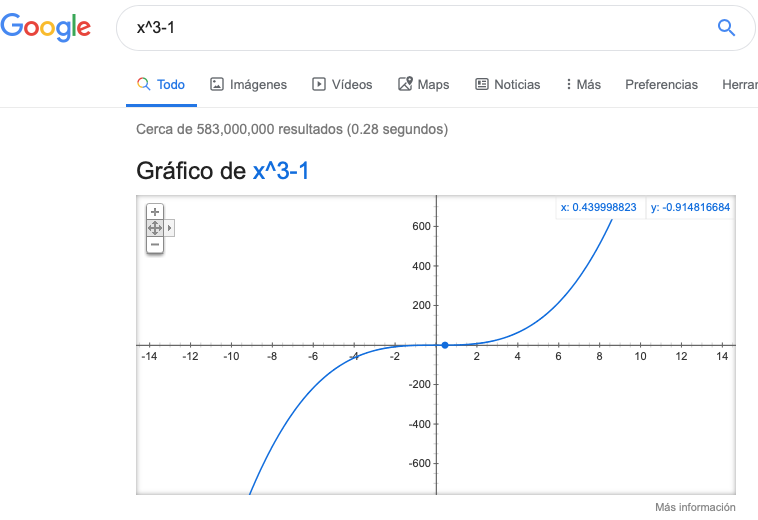 Google
x^3-1
Todo Imágenes Vídeos Maps Noticias Más Preferencias
Cerca de 583,000,000 resultados (0.28 segundos)
Gráfico de x^3-1
x: 0.439998823 y: -0.914816684
600
400
200
-14 -12 -10 -8 -6 -4 -2 2 4 6 8 10 12 14
-200
-400
-600
Más información